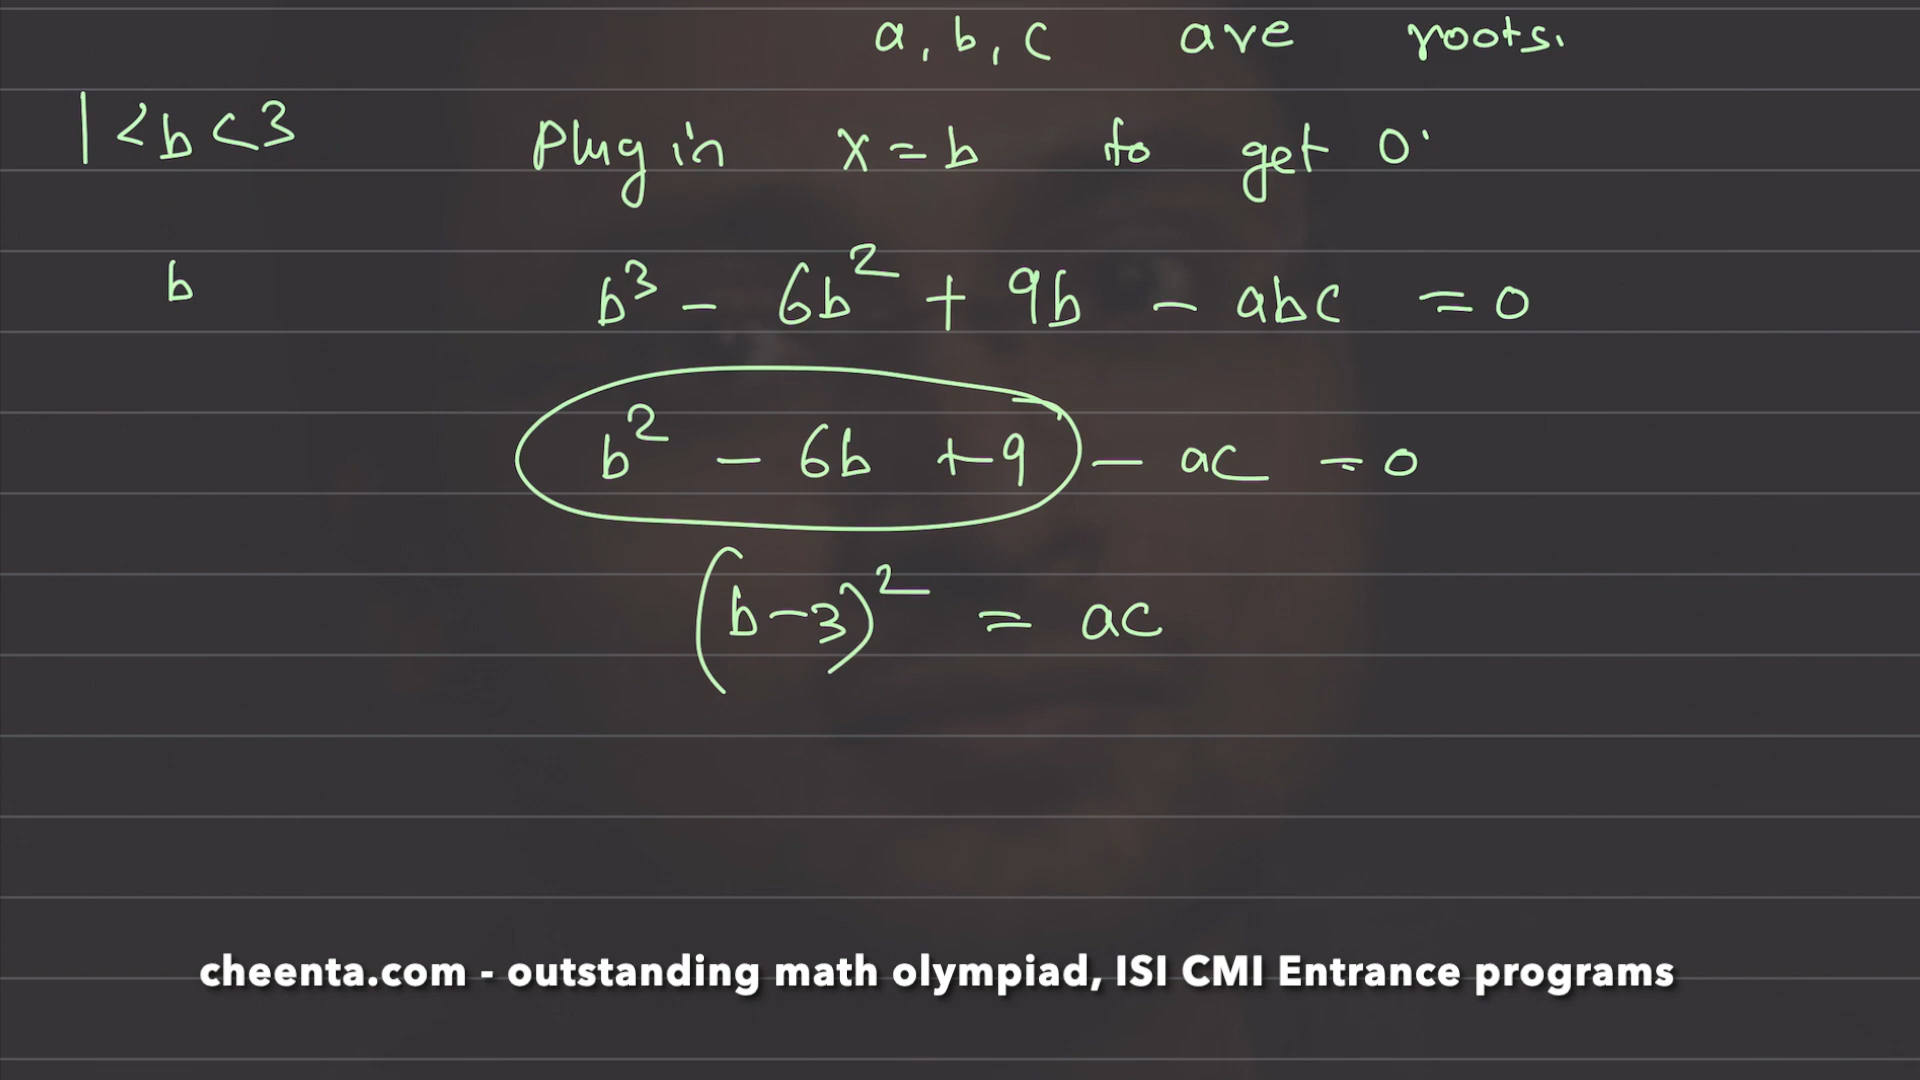 a, b, c are roots.
1 < b < 3
Plug in x = b to get 0.
b
b³ - 6b² + 9b - abc = 0
b² - 6b + 9 - ac = 0
(b-3)² = ac
cheenta.com - outstanding math olympiad, ISI CMI Entrance programs